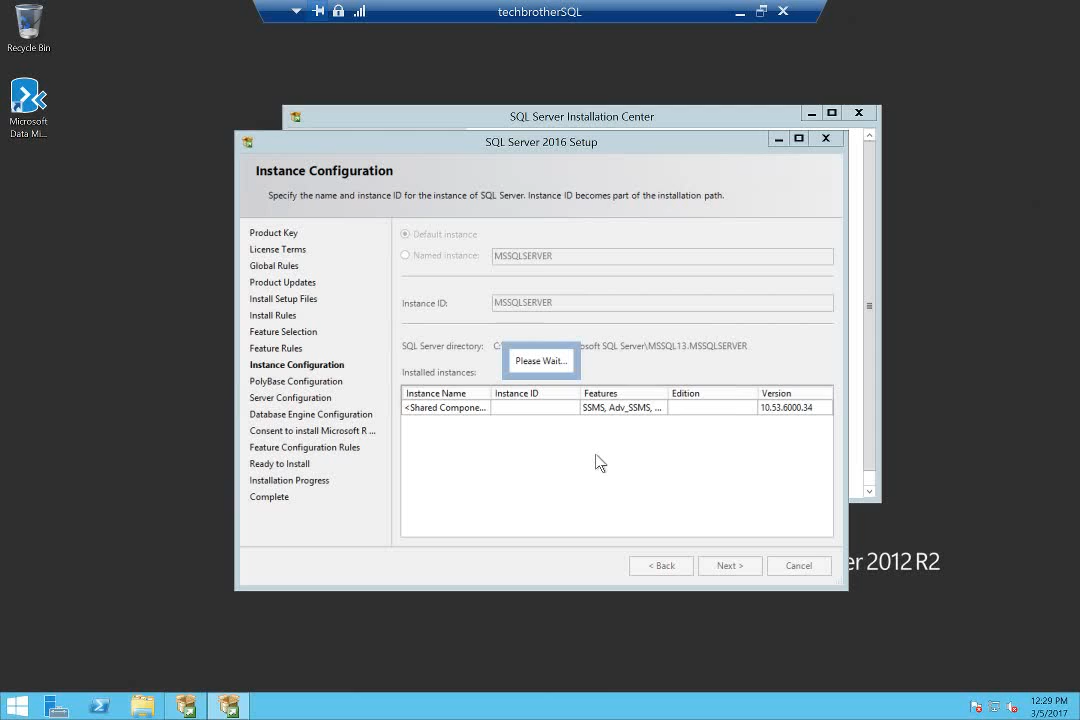 techbrotherSQL
Recycle Bin
Microsoft
Data Mi...
SQL Server Installation Center
SQL Server 2016 Setup
Instance Configuration
Specify the name and instance ID for the instance of SQL Server. Instance ID becomes part of the installation path.
Product Key
License Terms
Global Rules
Product Updates
Install Setup Files
Install Rules
Feature Selection
Feature Rules
Instance Configuration
PolyBase Configuration
Server Configuration
Database Engine Configuration
Consent to install Microsoft R ...
Feature Configuration Rules
Ready to Install
Installation Progress
Complete
Default instance
Named instance: MSSQLSERVER
Instance ID: MSSQLSERVER
SQL Server directory: C:\ osoft SQL Server\MSSQL13.MSSQLSERVER
Please Wait...
Installed instances:
Instance Name Instance ID Features Edition Version
<Shared Compone... SSMS, Adv_SSMS, ... 10.53.6000.34
< Back Next > Cancel
er 2012 R2
12:29 PM
3/5/2017